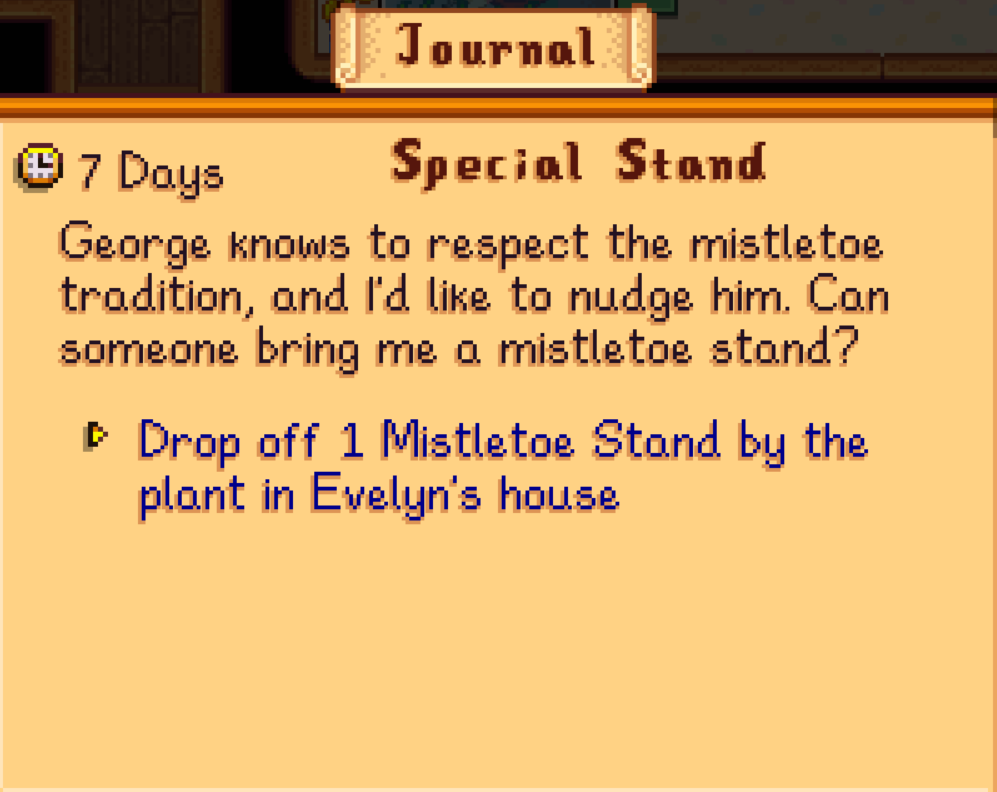 Journal
7 Days
Special Stand
George knows to respect the mistletoe
tradition, and I'd like to nudge him. Can
someone bring me a mistletoe stand?
Drop off 1 Mistletoe Stand by the
plant in Evelyn's house